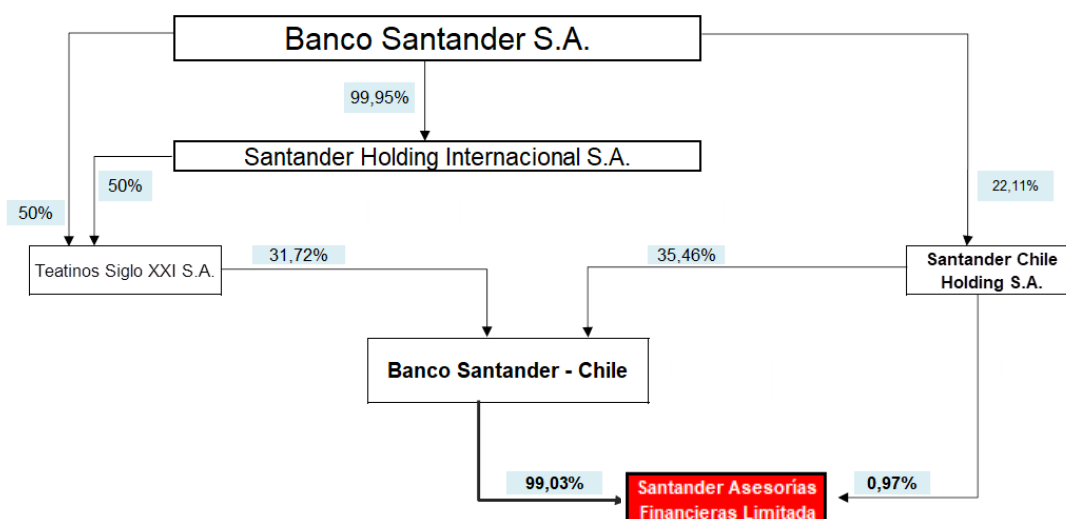 Banco Santander S.A.
99,95%
Santander Holding Internacional S.A.
50%
50%
22,11%
Teatinos Siglo XXI S.A.
31,72%
35,46%
Santander Chile
Holding S.A.
Banco Santander - Chile
99,03%
Santander Asesorías
Financieras Limitada
0,97%